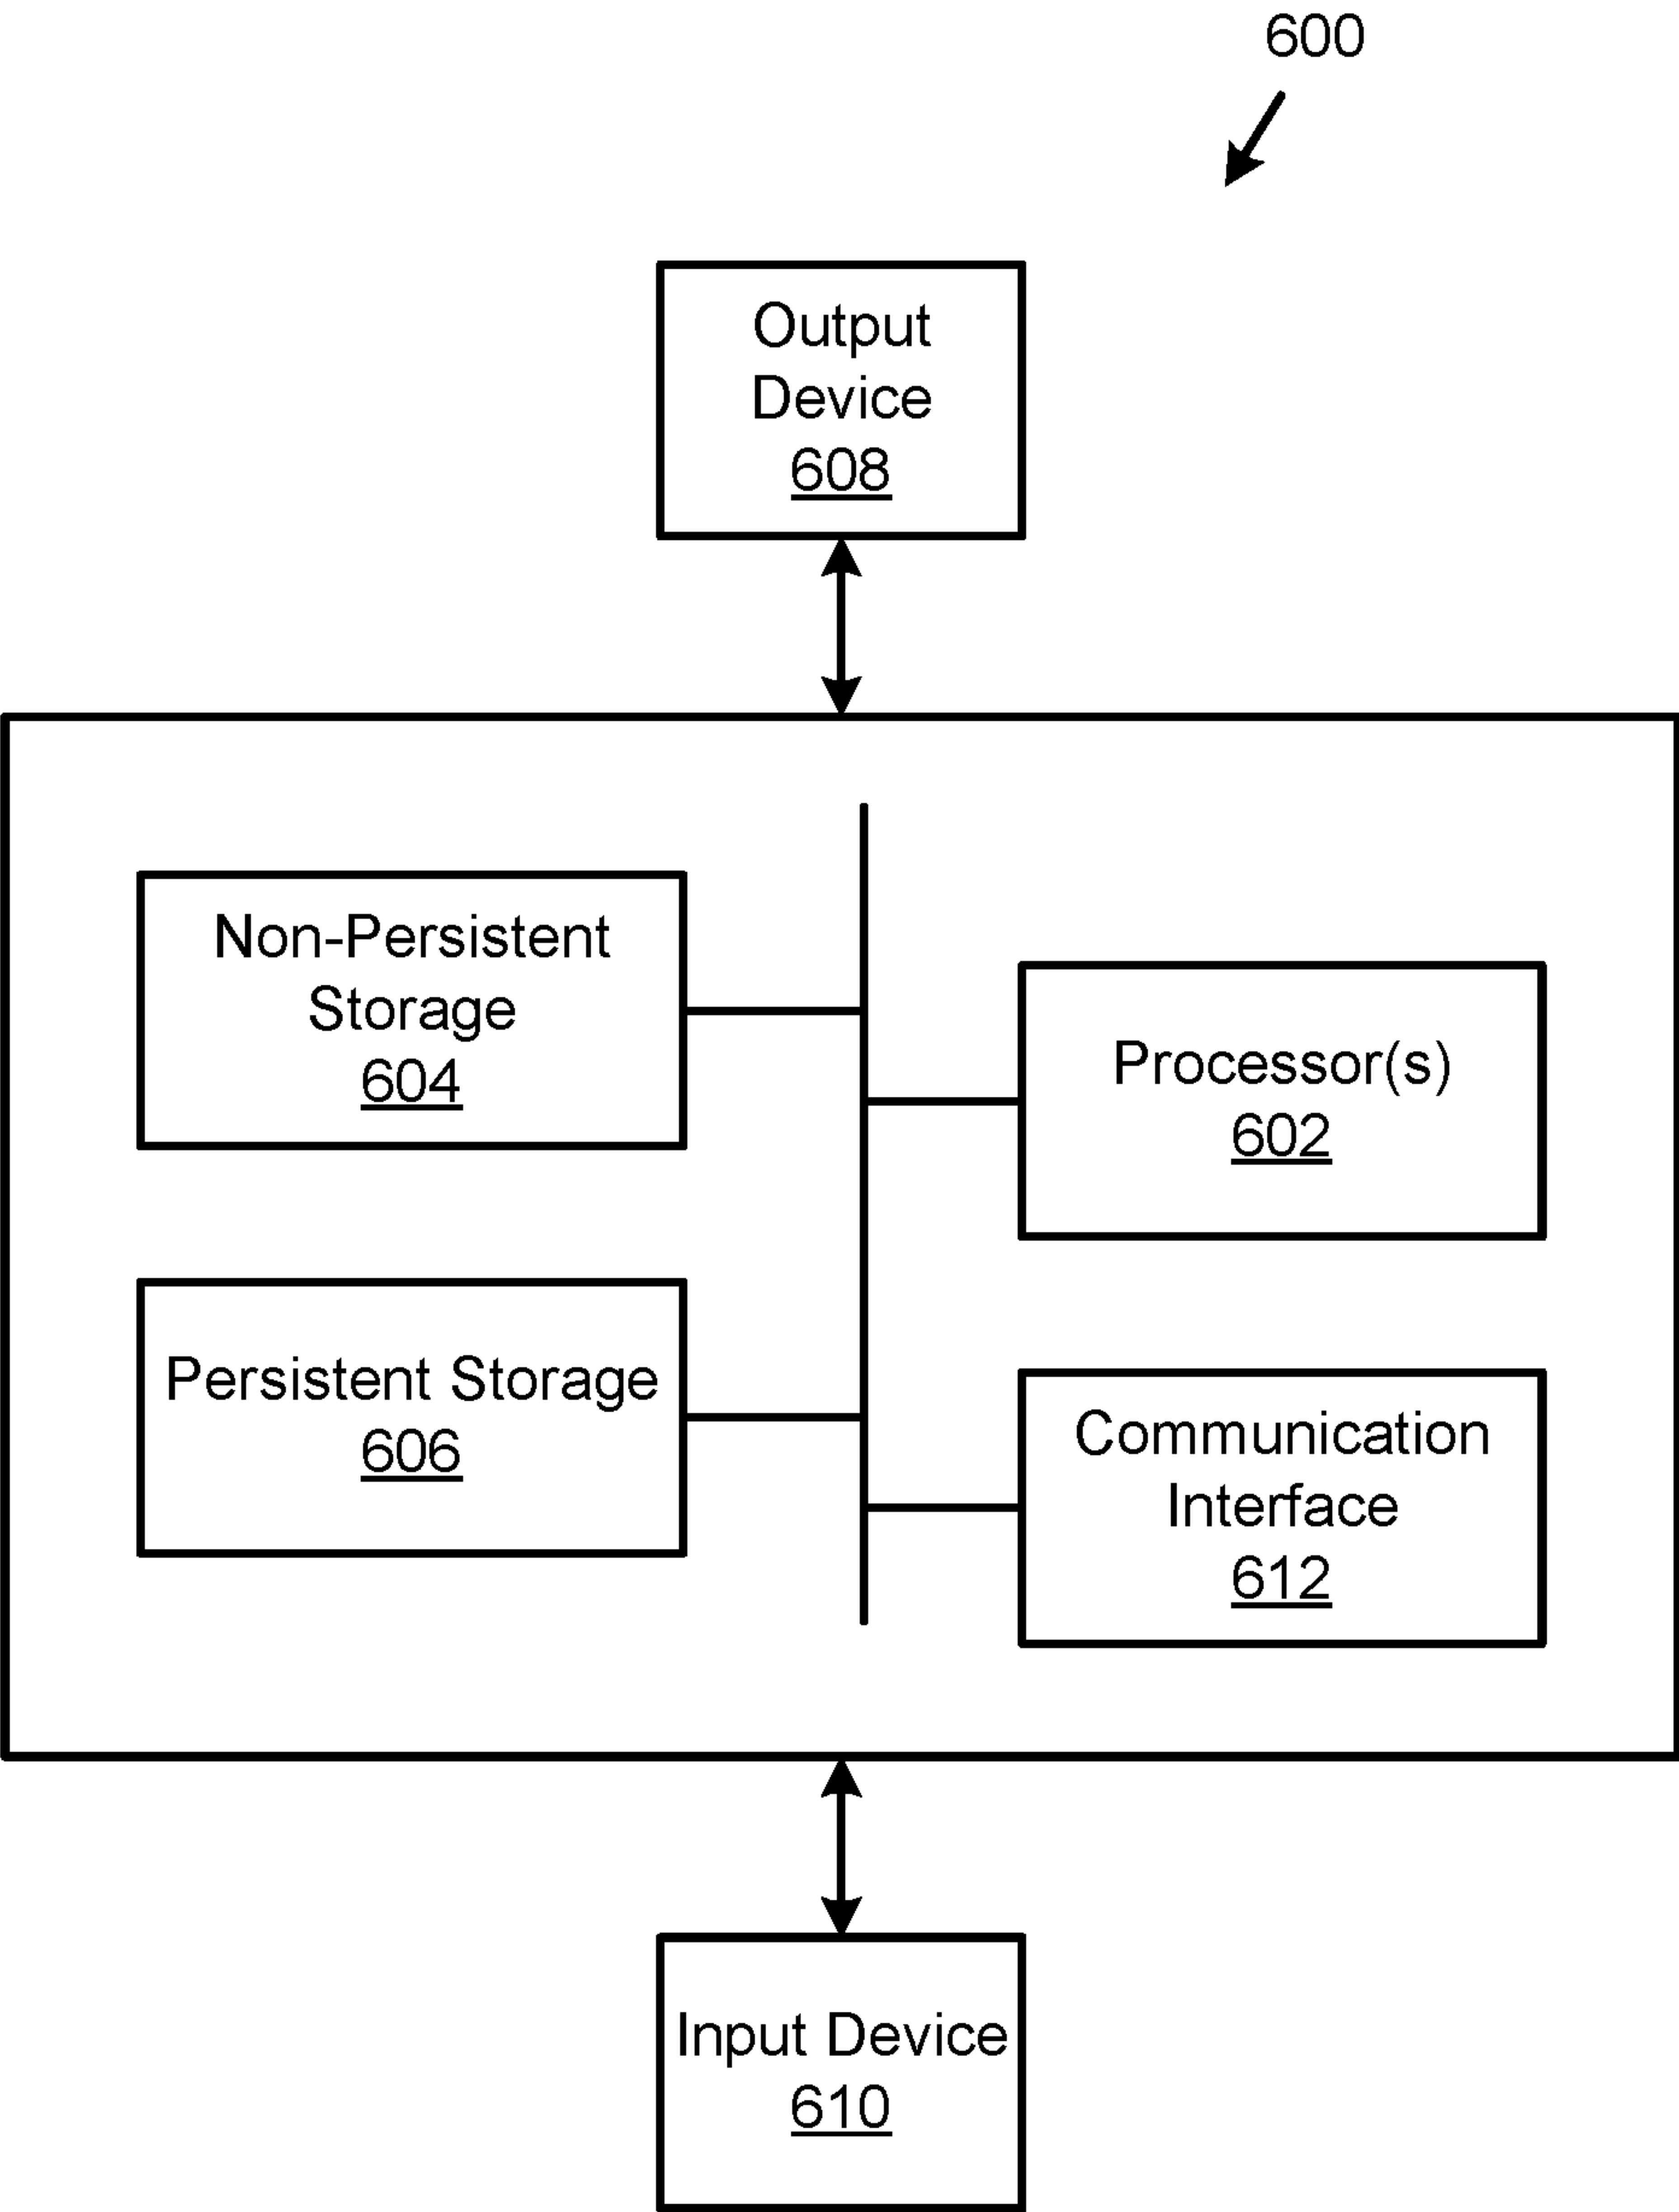 600
Output
Device
608
Non-Persistent
Storage
604
Processor(s)
602
Persistent Storage
606
Communication
Interface
612
Input Device
610